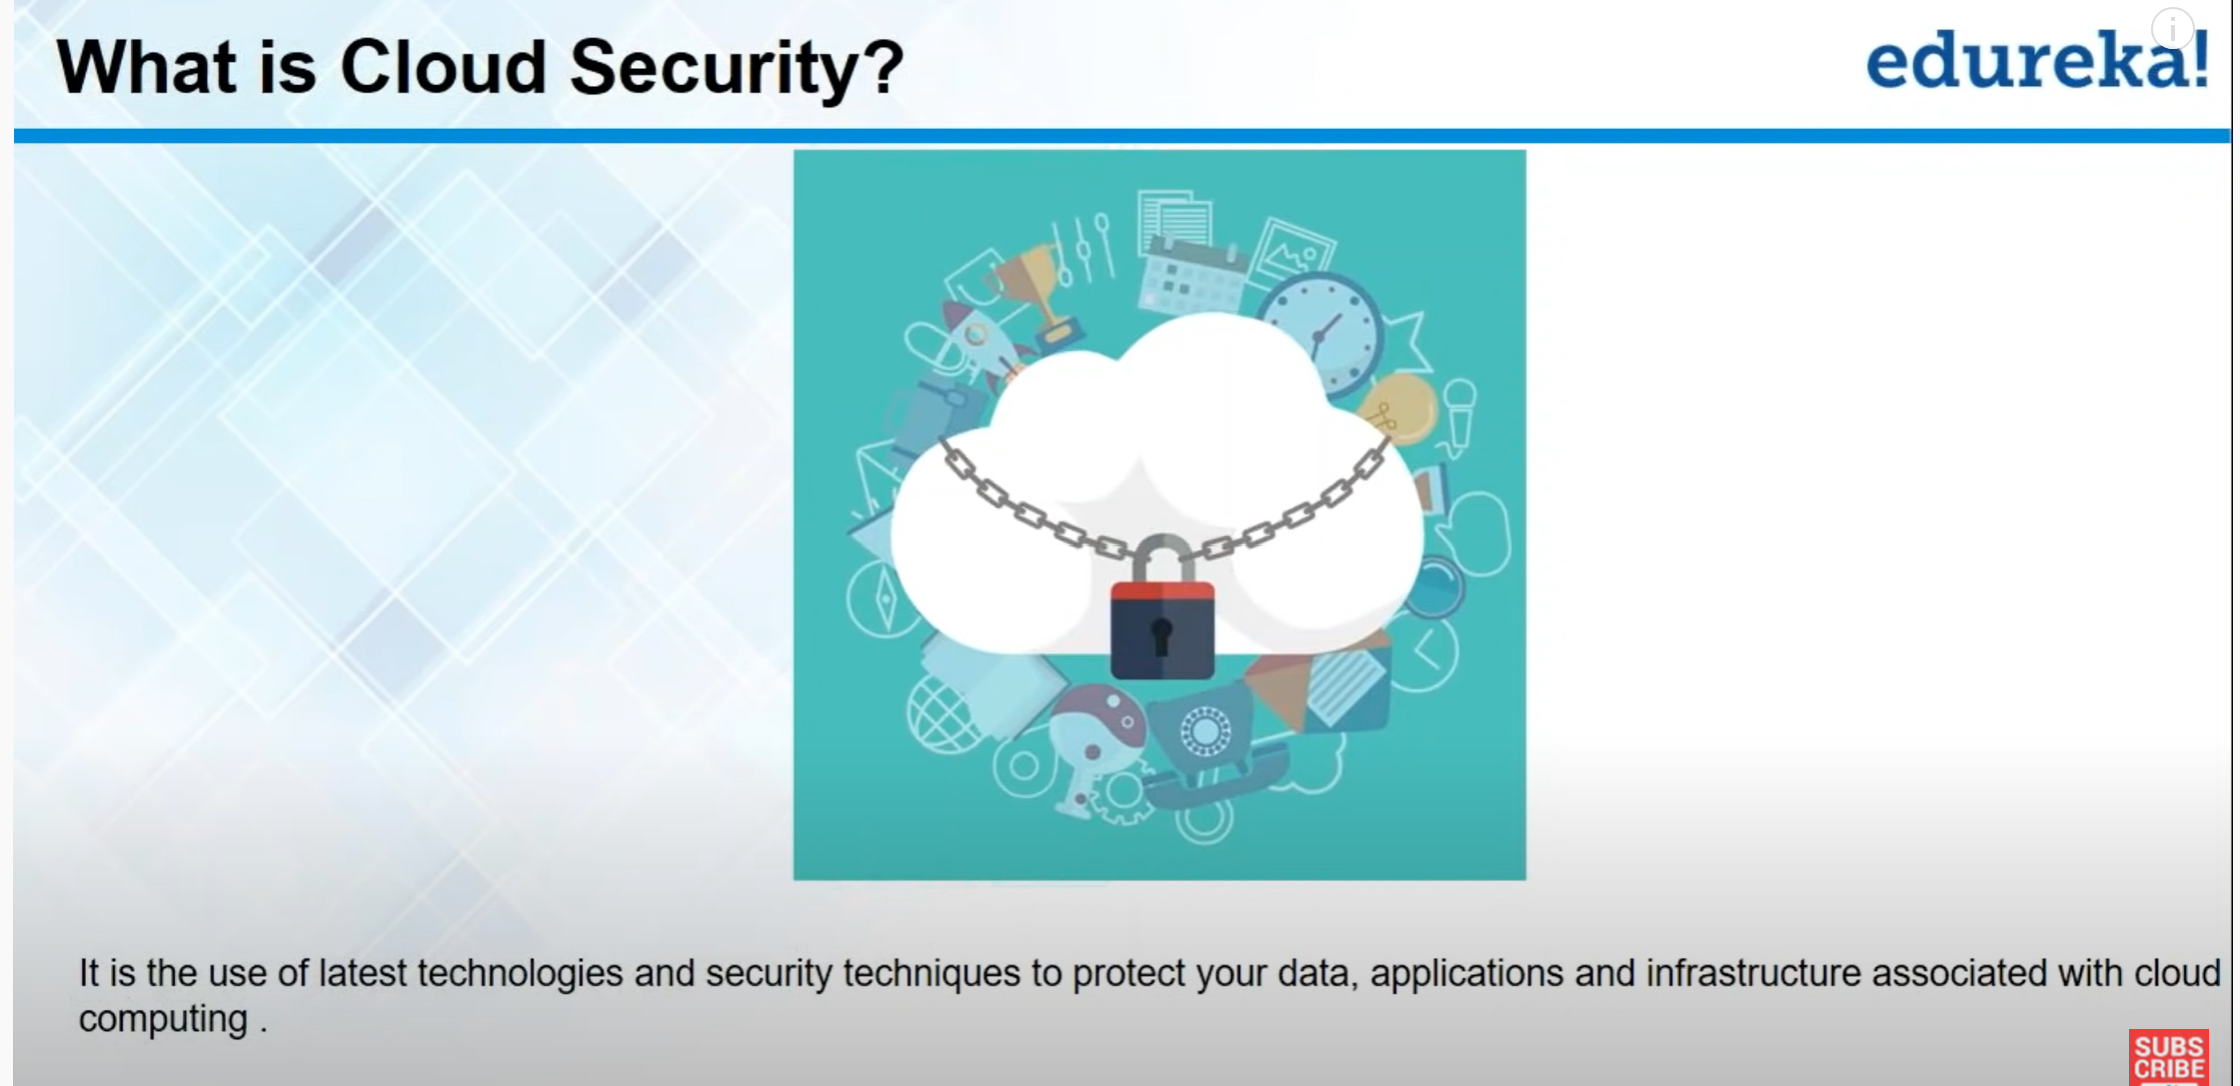 What is Cloud Security?
edureka!
It is the use of latest technologies and security techniques to protect your data, applications and infrastructure associated with cloud
computing .
SUBS
CRIBE